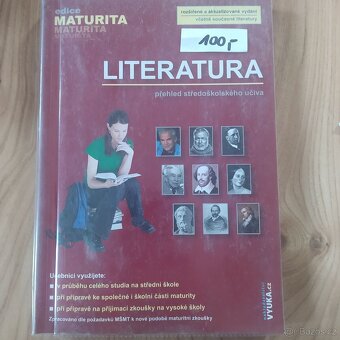 edice
MATURITA
MATURITA
MATURITA
rozšířené a aktualizované vydání
včetně současné literatury
100,-
LITERATURA
přehled středoškolského učiva
Učebnici využijete:
v průběhu celého studia na střední škole
při přípravě ke společné i školní části maturity
při přípravě na přijímací zkoušky na vysoké školy
Zpracováno dle požadavků MŠMT k nové podobě maturitní zkoušky
VYUKA.cz